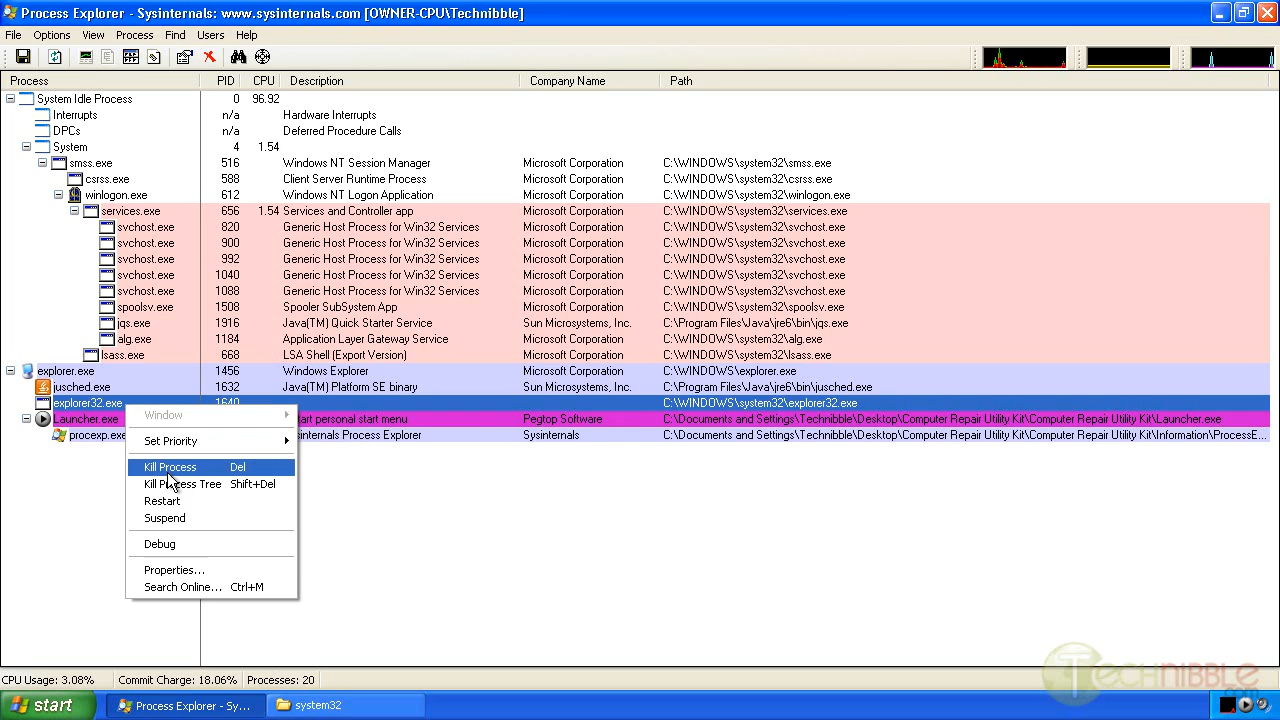 Process Explorer - Sysinternals: www.sysinternals.com [OWNER-CPU\Technibble]
File Options View Process Find Users Help
Process PID CPU Description Company Name Path
System Idle Process 0 96.92
Interrupts n/a Hardware Interrupts
DPCs n/a Deferred Procedure Calls
System 4 1.54
smss.exe 516 Windows NT Session Manager Microsoft Corporation C:\WINDOWS\system32\smss.exe
csrss.exe 588 Client Server Runtime Process Microsoft Corporation C:\WINDOWS\system32\csrss.exe
winlogon.exe 612 Windows NT Logon Application Microsoft Corporation C:\WINDOWS\system32\winlogon.exe
services.exe 656 1.54 Services and Controller app Microsoft Corporation C:\WINDOWS\system32\services.exe
svchost.exe 820 Generic Host Process for Win32 Services Microsoft Corporation C:\WINDOWS\system32\svchost.exe
svchost.exe 900 Generic Host Process for Win32 Services Microsoft Corporation C:\WINDOWS\system32\svchost.exe
svchost.exe 992 Generic Host Process for Win32 Services Microsoft Corporation C:\WINDOWS\system32\svchost.exe
svchost.exe 1040 Generic Host Process for Win32 Services Microsoft Corporation C:\WINDOWS\system32\svchost.exe
svchost.exe 1088 Generic Host Process for Win32 Services Microsoft Corporation C:\WINDOWS\system32\svchost.exe
spoolsv.exe 1508 Spooler SubSystem App Microsoft Corporation C:\WINDOWS\system32\spoolsv.exe
jqs.exe 1916 Java(TM) Quick Starter Service Sun Microsystems, Inc. C:\Program Files\Java\jre6\bin\jqs.exe
alg.exe 1184 Application Layer Gateway Service Microsoft Corporation C:\WINDOWS\system32\alg.exe
lsass.exe 668 LSA Shell (Export Version) Microsoft Corporation C:\WINDOWS\system32\lsass.exe
explorer.exe 1456 Windows Explorer Microsoft Corporation C:\WINDOWS\explorer.exe
jusched.exe 1632 Java(TM) Platform SE binary Sun Microsystems, Inc. C:\Program Files\Java\jre6\bin\jusched.exe
explorer32.exe 1640 C:\WINDOWS\system32\explorer32.exe
Launcher.exe tart personal start menu Pegtop Software C:\Documents and Settings\Technibble\Desktop\Computer Repair Utility Kit\Computer Repair Utility Kit\Launcher.exe
procexp.exe internals Process Explorer Sysinternals C:\Documents and Settings\Technibble\Desktop\Computer Repair Utility Kit\Computer Repair Utility Kit\Information\ProcessE...
Window
Set Priority
Kill Process Del
Kill Process Tree Shift+Del
Restart
Suspend
Debug
Properties...
Search Online... Ctrl+M
CPU Usage: 3.08% Commit Charge: 18.06% Processes: 20
Technibble
.com
start Process Explorer - Sy... system32